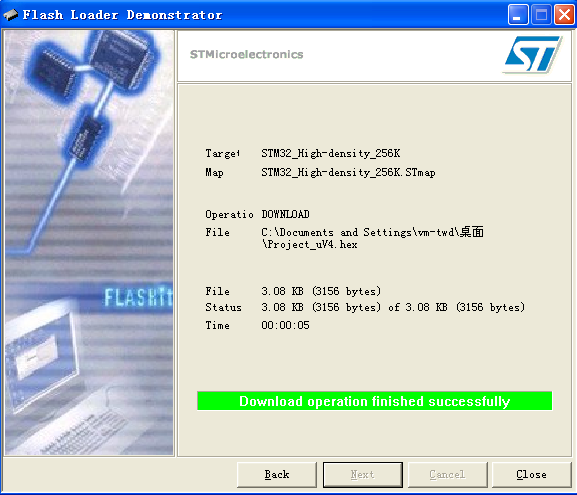 Flash Loader Demonstrator
STMicroelectronics
ST
Target STM32_High-density_256K
Map STM32_High-density_256K.STmap
Operatio DOWNLOAD
File C:\Documents and Settings\vm-twd\桌面
\Project_uV4.hex
FLASHit
File 3.08 KB (3156 bytes)
Status 3.08 KB (3156 bytes) of 3.08 KB (3156 bytes)
Time 00:00:05
Download operation finished successfully
Back Next Cancel Close